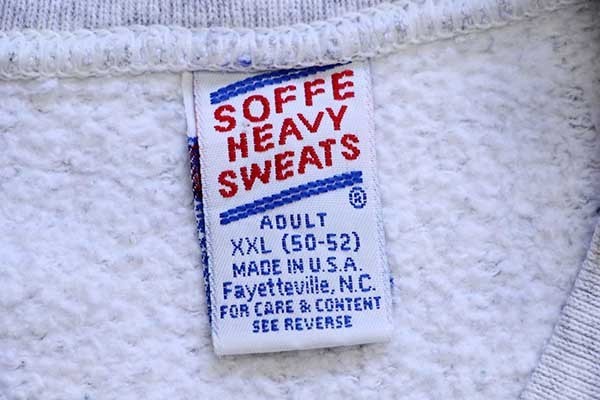 SOFFE
HEAVY
SWEATS
®
ADULT
XXL (50-52)
MADE IN U.S.A.
Fayetteville, N.C.
FOR CARE & CONTENT
SEE REVERSE